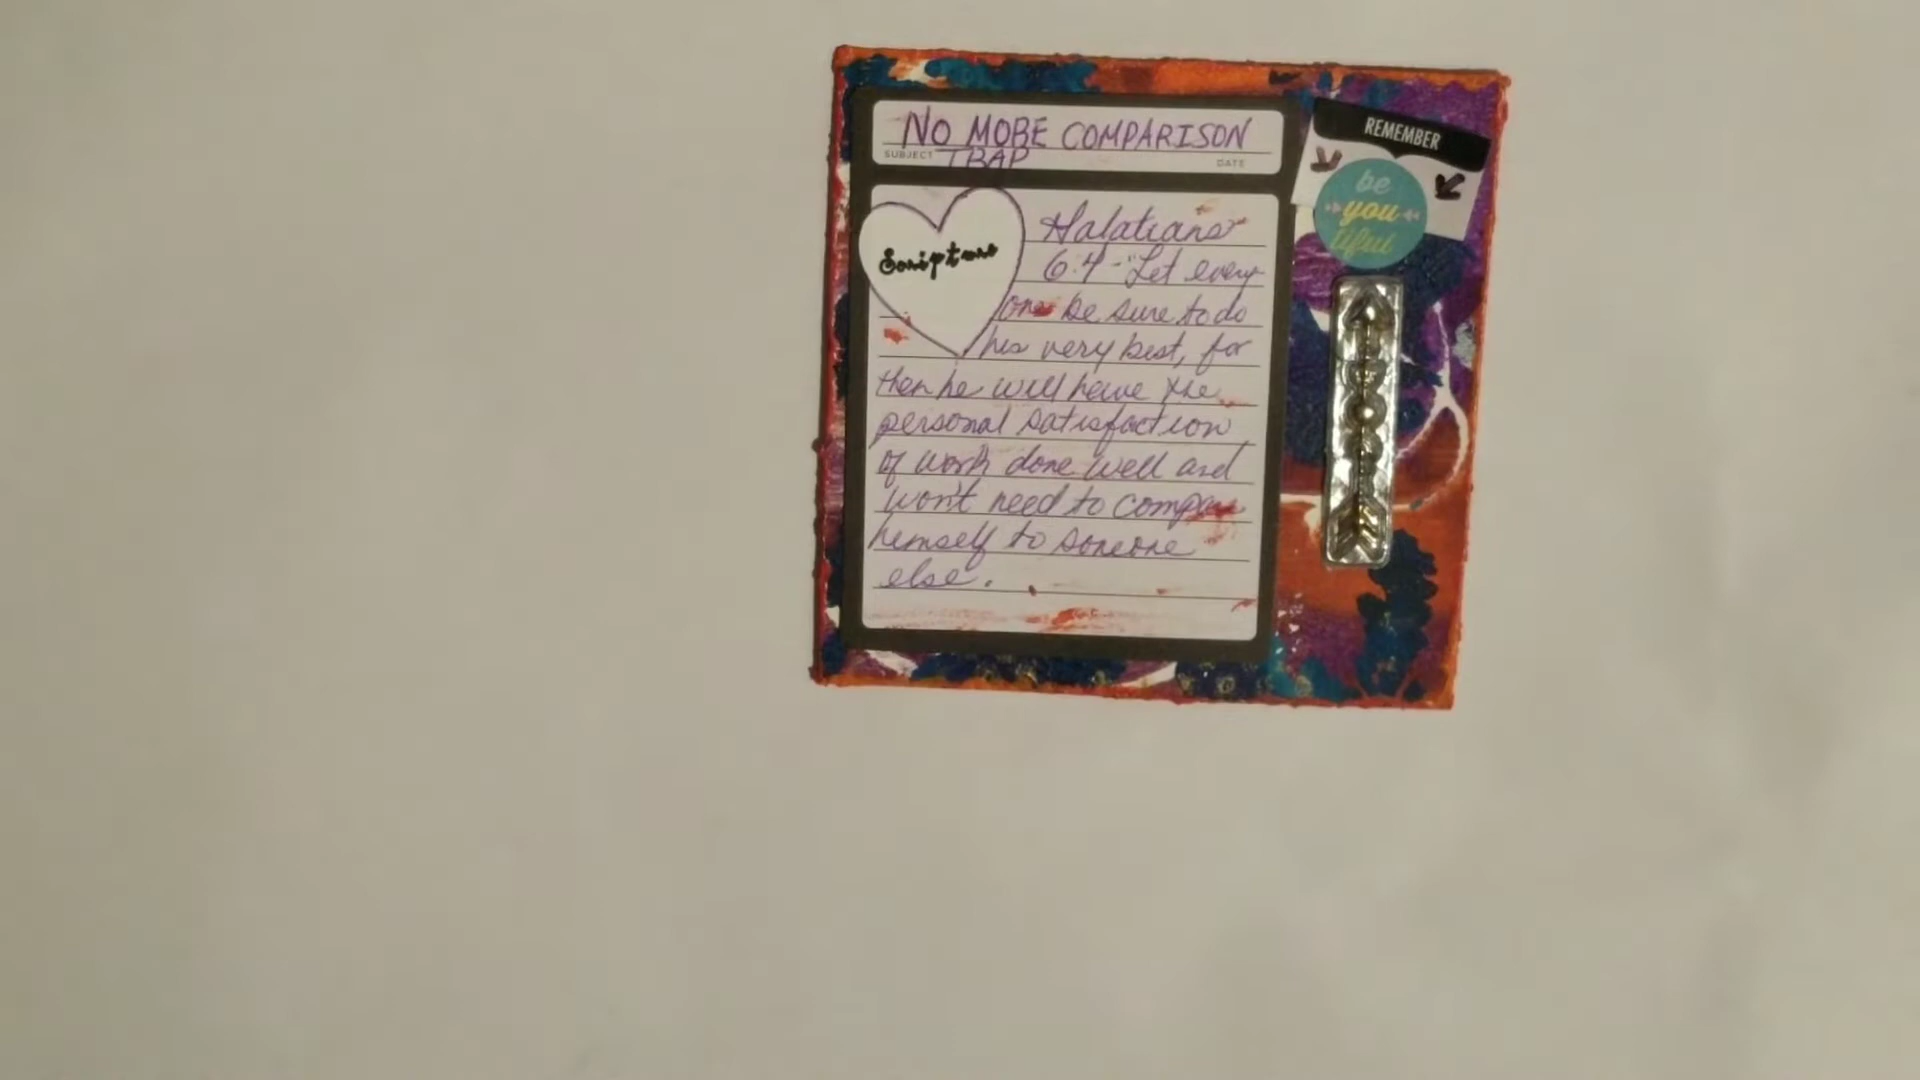 NO MORE COMPARISON
SUBJECT TRAP DATE
Scripture
Galatians
6:4 - "Let every
one be sure to do
his very best, for
then he will have the
personal satisfaction
of work done well and
won't need to compare
himself to someone
else.
REMEMBER
be
you
tiful